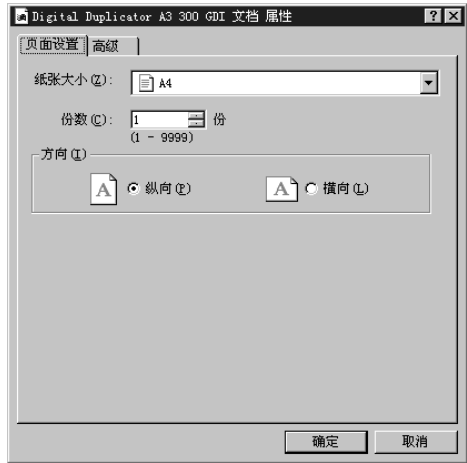 Digital Duplicator A3 300 GDI 文档 属性
页面设置 高级
纸张大小(Z): A4
份数(C): 1 份
(1 - 9999)
方向(I)
A 纵向(P) A 横向(L)
确定 取消